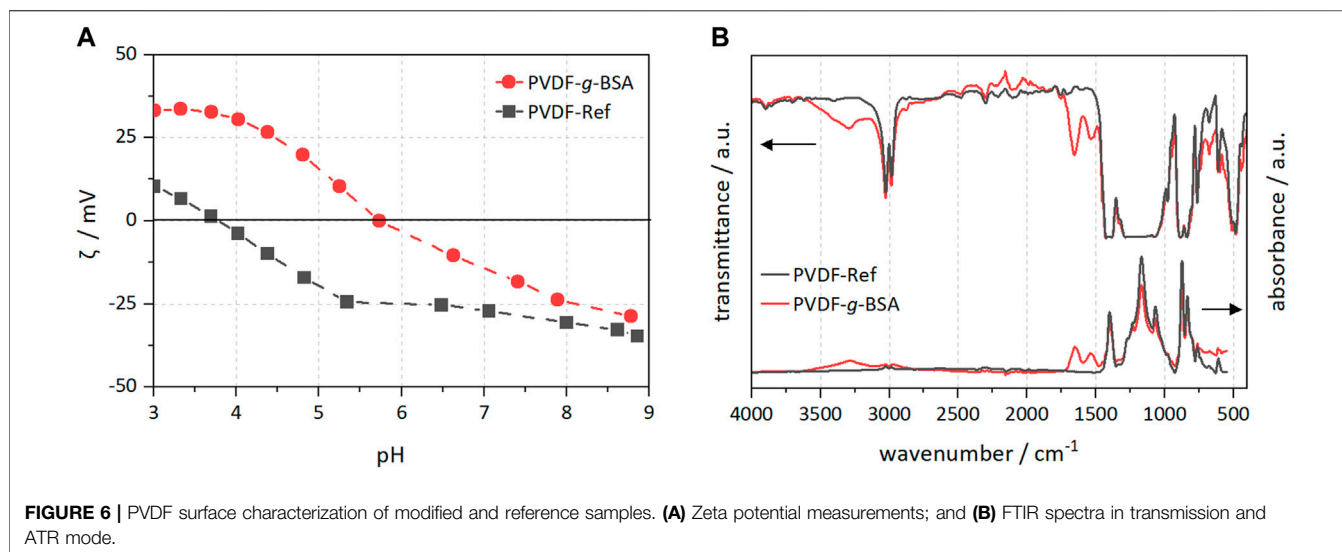 A
50
25
0
-25
-50
ζ / mV
3 4 5 6 7 8 9
pH
PVDF-g-BSA
PVDF-Ref
B
transmittance / a.u.
absorbance / a.u.
PVDF-Ref
PVDF-g-BSA
4000 3500 3000 2500 2000 1500 1000 500
wavenumber / cm⁻¹
FIGURE 6 | PVDF surface characterization of modified and reference samples. (A) Zeta potential measurements; and (B) FTIR spectra in transmission and
ATR mode.